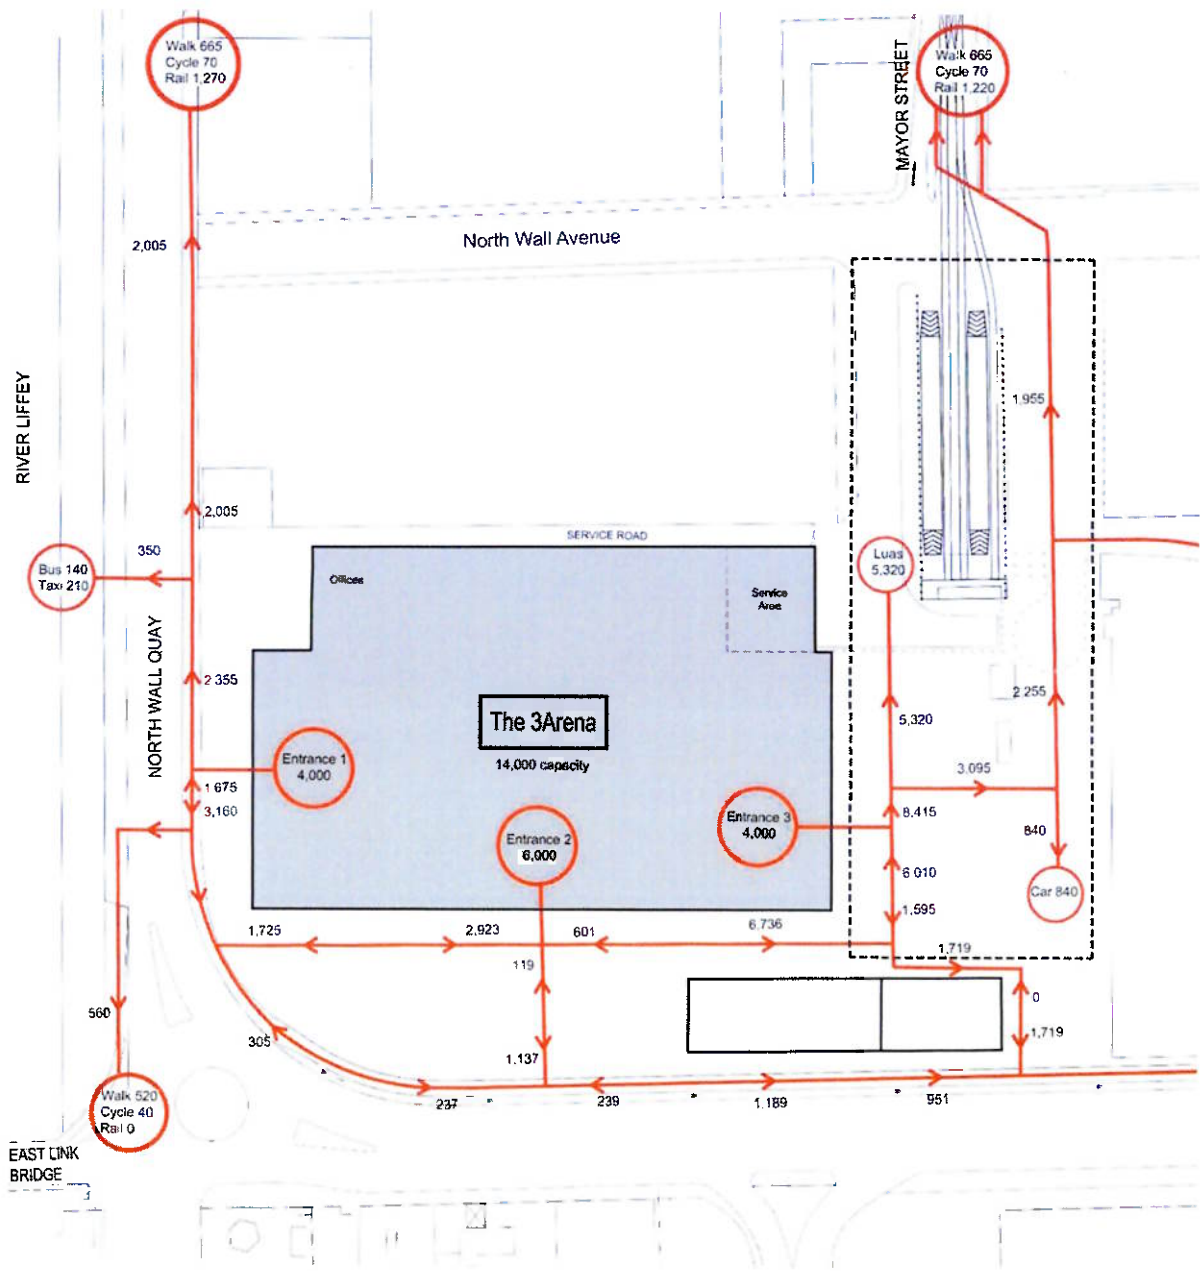 Walk 665
Cycle 70
Rail 1,270
MAYOR STREET
Walk 665
Cycle 70
Rail 1,220
2,005
North Wall Avenue
RIVER LIFFEY
1,955
2,005
SERVICE ROAD
350
Bus 140
Taxi 210
Offices
Service
Area
Luas
5,320
NORTH WALL QUAY
2 355
2 255
The 3Arena
14,000 capacity
5,320
Entrance 1
4,000
3,095
1 675
3,160
8,415
Entrance 3
4,000
840
Entrance 2
6,000
6 010
Car 840
1,595
1,725
2,923
601
6,736
1,719
119
0
560
305
1,719
1,137
237
239
1,189
951
Walk 520
Cycle 40
Rail 0
EAST LINK
BRIDGE